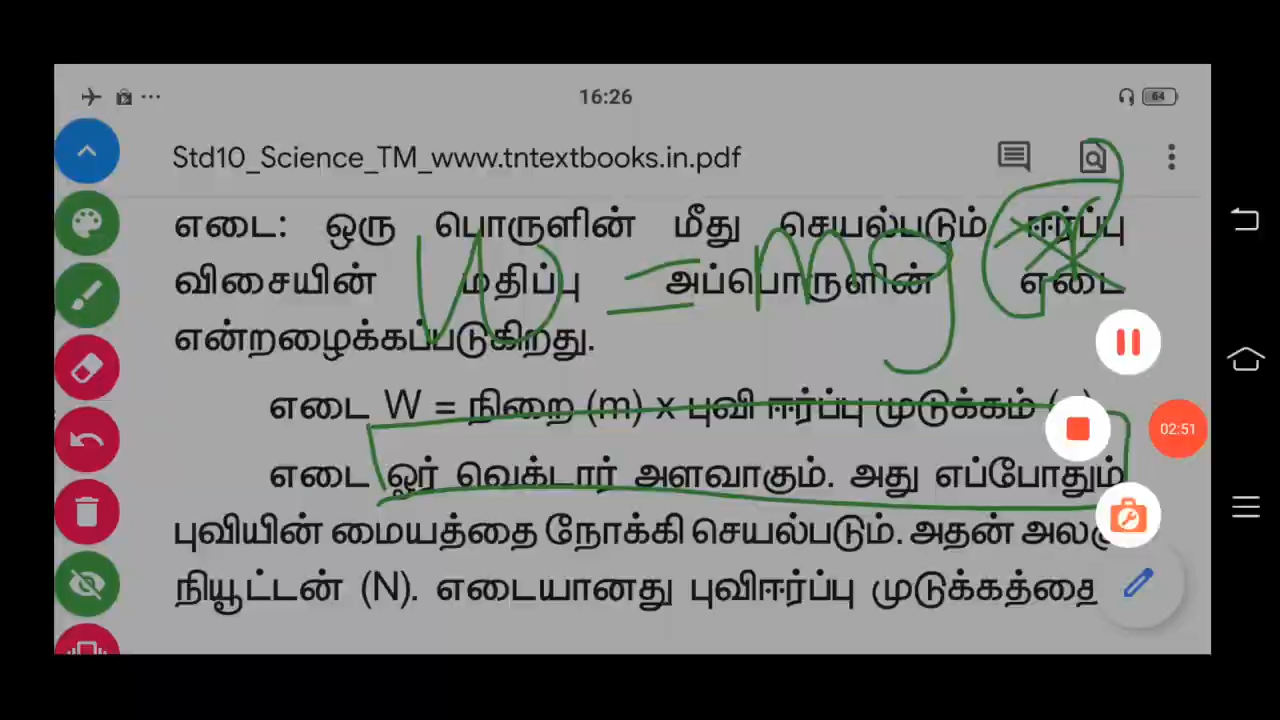 16:26
64
Std10_Science_TM_www.tntextbooks.in.pdf
எடை: ஒரு பொருளின் மீது செயல்படும் ஈர்ப்பு
விசையின் மதிப்பு அப்பொருளின் எடை
என்றழைக்கப்படுகிறது.
W = mg
எடை W = நிறை (m) x புவி ஈர்ப்பு முடுக்கம்
02:51
எடை ஓர் வெக்டார் அளவாகும். அது எப்போதும்
புவியின் மையத்தை நோக்கி செயல்படும். அதன்
நியூட்டன் (N). எடையானது புவிஈர்ப்பு முடுக்கத்தை